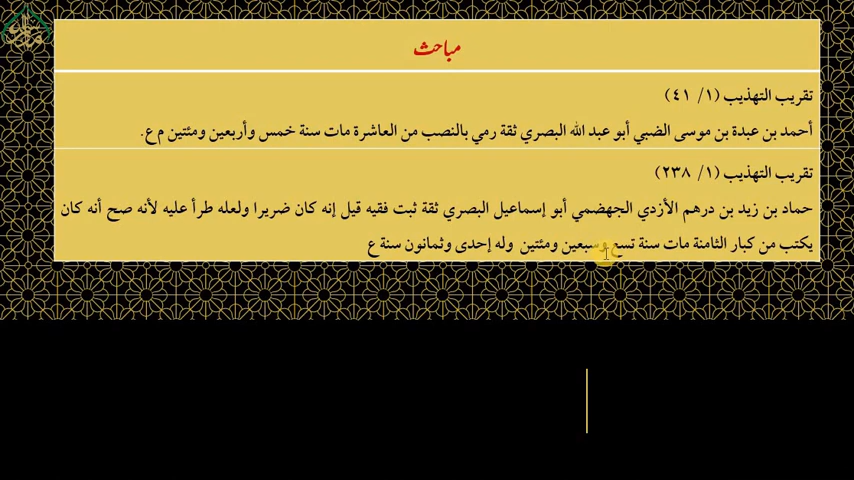 مباحث
تقريب التهذيب (١/ ٤١)
أحمد بن عبدة بن موسى الضبي أبو عبد الله البصري ثقة رمي بالنصب من العاشرة مات سنة خمس وأربعين ومئتين م ع.
تقريب التهذيب (١/ ٢٣٨)
حماد بن زيد بن درهم الأزدي الجهضمي أبو إسماعيل البصري ثقة ثبت فقيه قيل إنه كان ضريرا ولعله طرأ عليه لأنه صح أنه كان
يكتب من كبار الثامنة مات سنة تسع وسبعين ومئتين وله إحدى وثمانون سنة ع